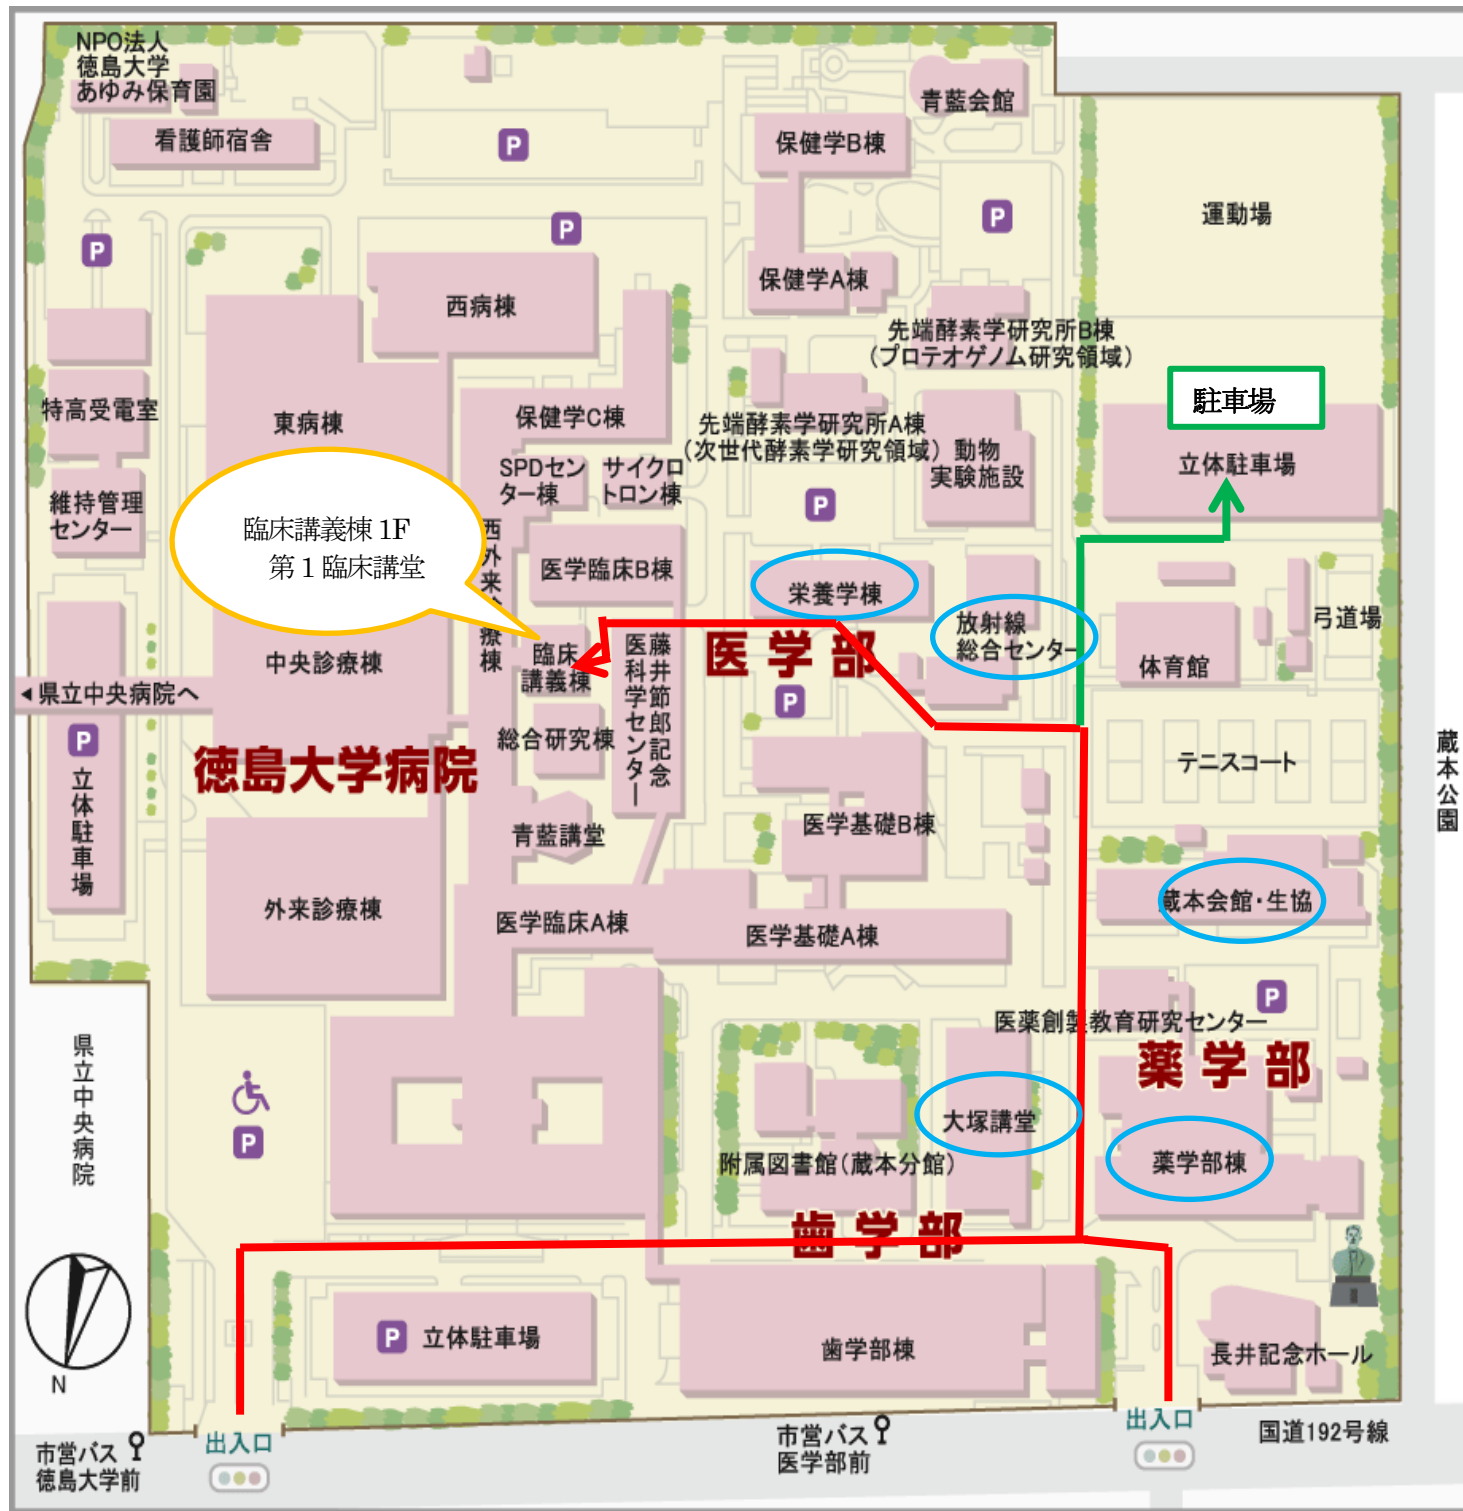 NPO法人
徳島大学
あゆみ保育園
看護師宿舎
P
青藍会館
保健学B棟
P
運動場
P
P
保健学A棟
西病棟
先端酵素学研究所B棟
(プロテオゲノム研究領域)
特高受電室
東病棟
保健学C棟
先端酵素学研究所A棟
(次世代酵素学研究領域)
動物
実験施設
駐車場
立体駐車場
SPDセン
ター棟
サイクロ
トロン棟
維持管理
センター
P
臨床講義棟 1F
第1臨床講堂
西外来診療棟
医学臨床B棟
栄養学棟
放射線
総合センター
弓道場
体育館
中央診療棟
臨床
講義棟
藤井節郎記念
医科学センター
医学部
P
◀県立中央病院へ
P
立体駐車場
徳島大学病院
総合研究棟
テニスコート
蔵本公園
青藍講堂
医学基礎B棟
外来診療棟
医学臨床A棟
医学基礎A棟
蔵本会館・生協
P
医薬創製教育研究センター
薬学部
県立中央病院
P
大塚講堂
附属図書館(蔵本分館)
薬学部棟
歯学部
N
P
立体駐車場
歯学部棟
長井記念ホール
市営バス
徳島大学前
出入口
市営バス
医学部前
出入口
国道192号線